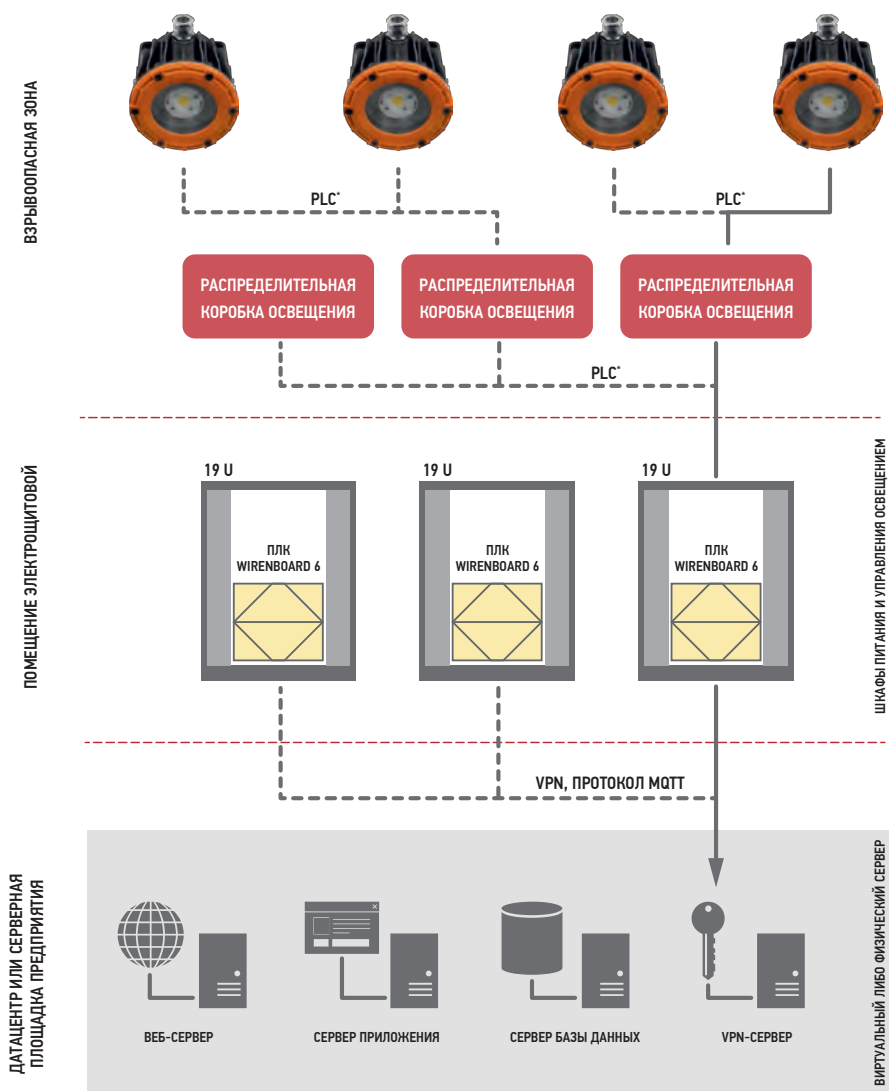 ВЗРЫВООПАСНАЯ ЗОНА
PLC*
PLC*
РАСПРЕДЕЛИТЕЛЬНАЯ
КОРОБКА ОСВЕЩЕНИЯ
РАСПРЕДЕЛИТЕЛЬНАЯ
КОРОБКА ОСВЕЩЕНИЯ
РАСПРЕДЕЛИТЕЛЬНАЯ
КОРОБКА ОСВЕЩЕНИЯ
PLC*
ПОМЕЩЕНИЕ ЭЛЕКТРОЩИТОВОЙ
19 U
19 U
19 U
ПЛК
WIRENBOARD 6
ПЛК
WIRENBOARD 6
ПЛК
WIRENBOARD 6
ШКАФЫ ПИТАНИЯ И УПРАВЛЕНИЯ ОСВЕЩЕНИЕМ
VPN, ПРОТОКОЛ MQTT
ДАТАЦЕНТР ИЛИ СЕРВЕРНАЯ
ПЛОЩАДКА ПРЕДПРИЯТИЯ
ВЕБ-СЕРВЕР
СЕРВЕР ПРИЛОЖЕНИЯ
СЕРВЕР БАЗЫ ДАННЫХ
VPN-СЕРВЕР
ВИРТУАЛЬНЫЙ ЛИБО ФИЗИЧЕСКИЙ СЕРВЕР